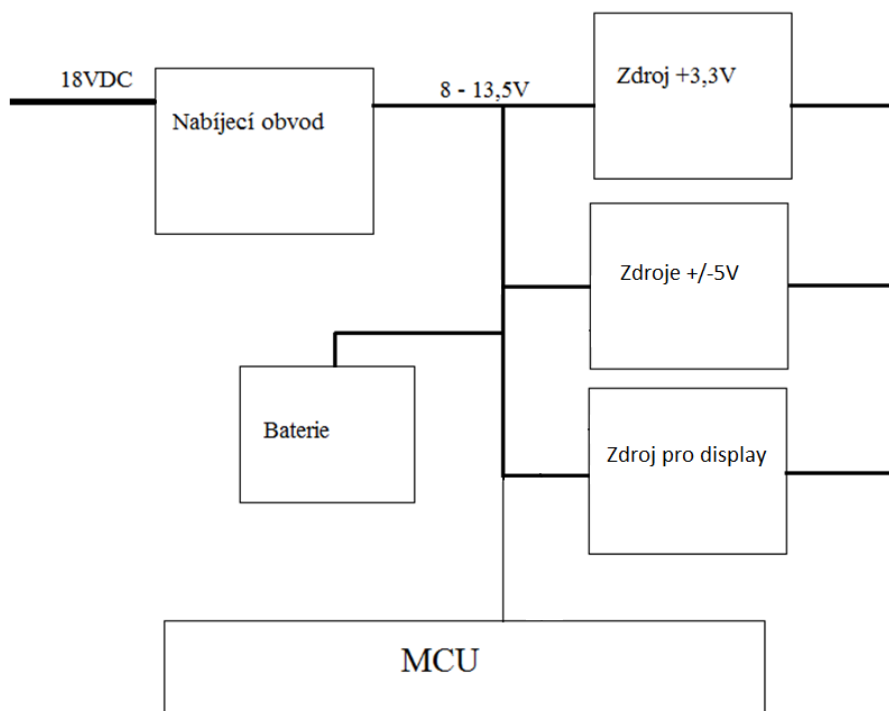 18VDC
Nabíjecí obvod
8 - 13,5V
Zdroj +3,3V
Zdroje +/-5V
Baterie
Zdroj pro display
MCU